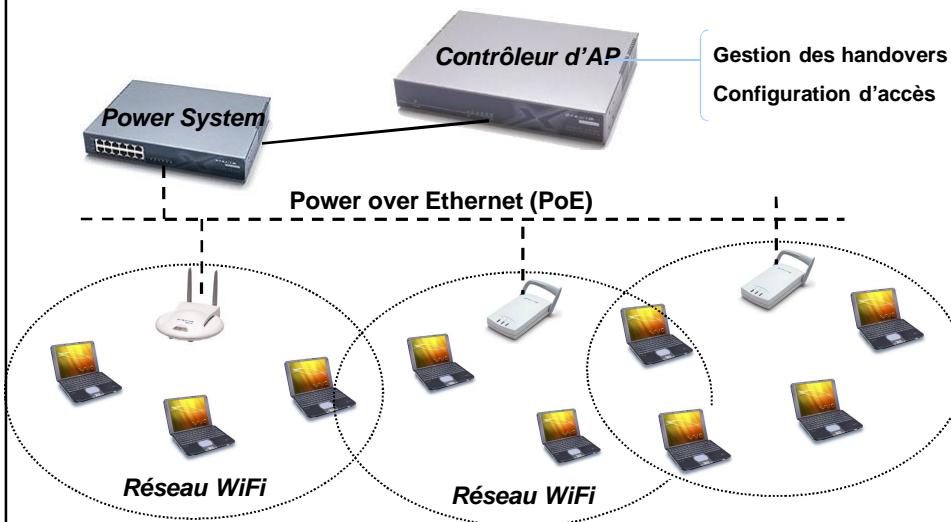 Contrôleur d'AP
Gestion des handovers
Configuration d'accès
Power System
Power over Ethernet (PoE)
Réseau WiFi
Réseau WiFi